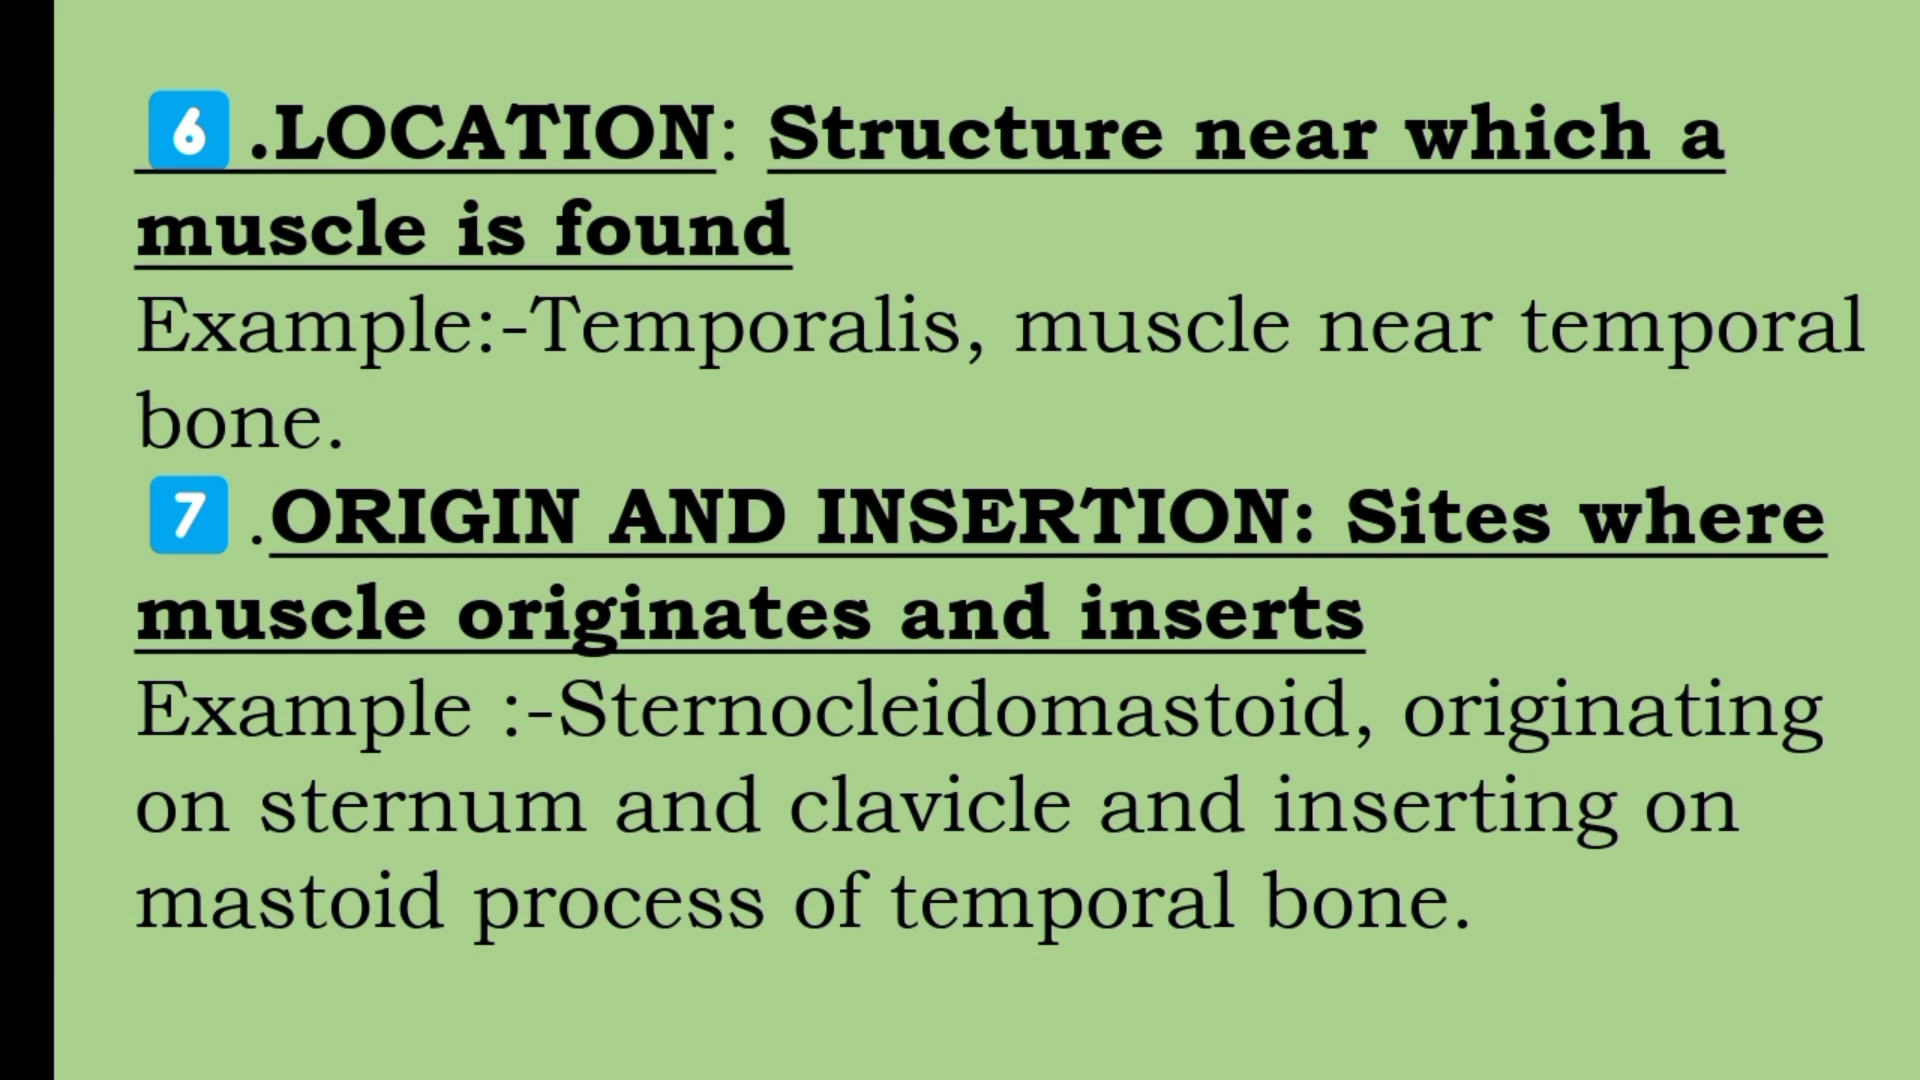 6 .LOCATION: Structure near which a
muscle is found
Example:-Temporalis, muscle near temporal
bone.
7 .ORIGIN AND INSERTION: Sites where
muscle originates and inserts
Example :-Sternocleidomastoid, originating
on sternum and clavicle and inserting on
mastoid process of temporal bone.